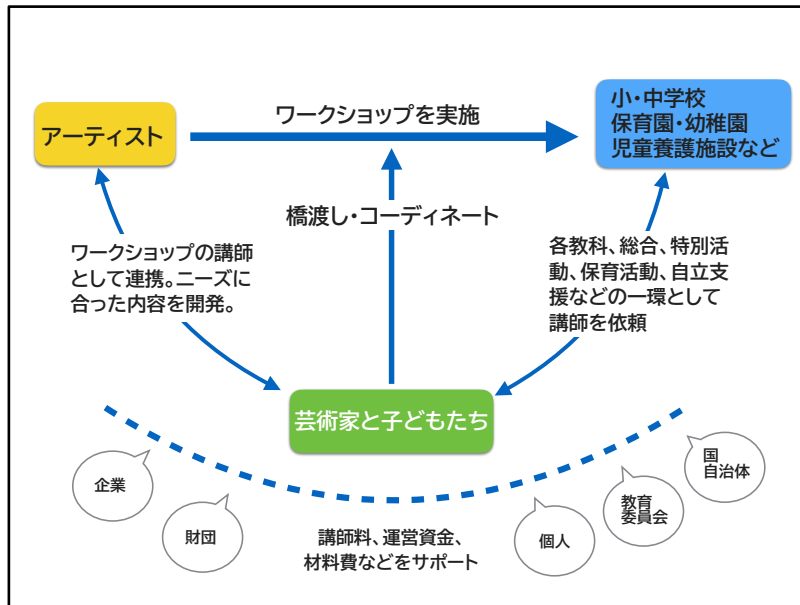 ワークショップを実施
アーティスト
小・中学校
保育園・幼稚園
児童養護施設など
橋渡し・コーディネート
ワークショップの講師
として連携。ニーズに
合った内容を開発。
各教科、総合、特別活
動、保育活動、自立支
援などの一環として
講師を依頼
芸術家と子どもたち
企業
財団
講師料、運営資金、
材料費などをサポート
個人
教育
委員会
国
自治体